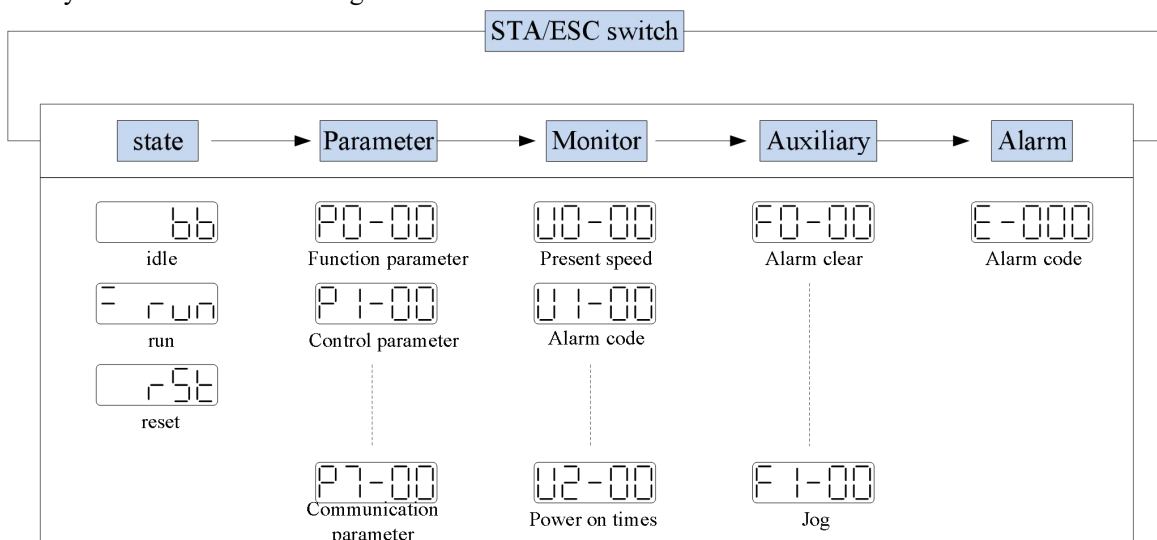 STA/ESC switch
state
Parameter
Monitor
Auxiliary
Alarm
bb
P0-00
U0-00
F0-00
E-000
idle
Function parameter
Present speed
Alarm clear
Alarm code
run
P1-00
U1-00
run
Control parameter
Alarm code
rSt
reset
P7-00
U2-00
F1-00
Communication
parameter
Power on times
Jog